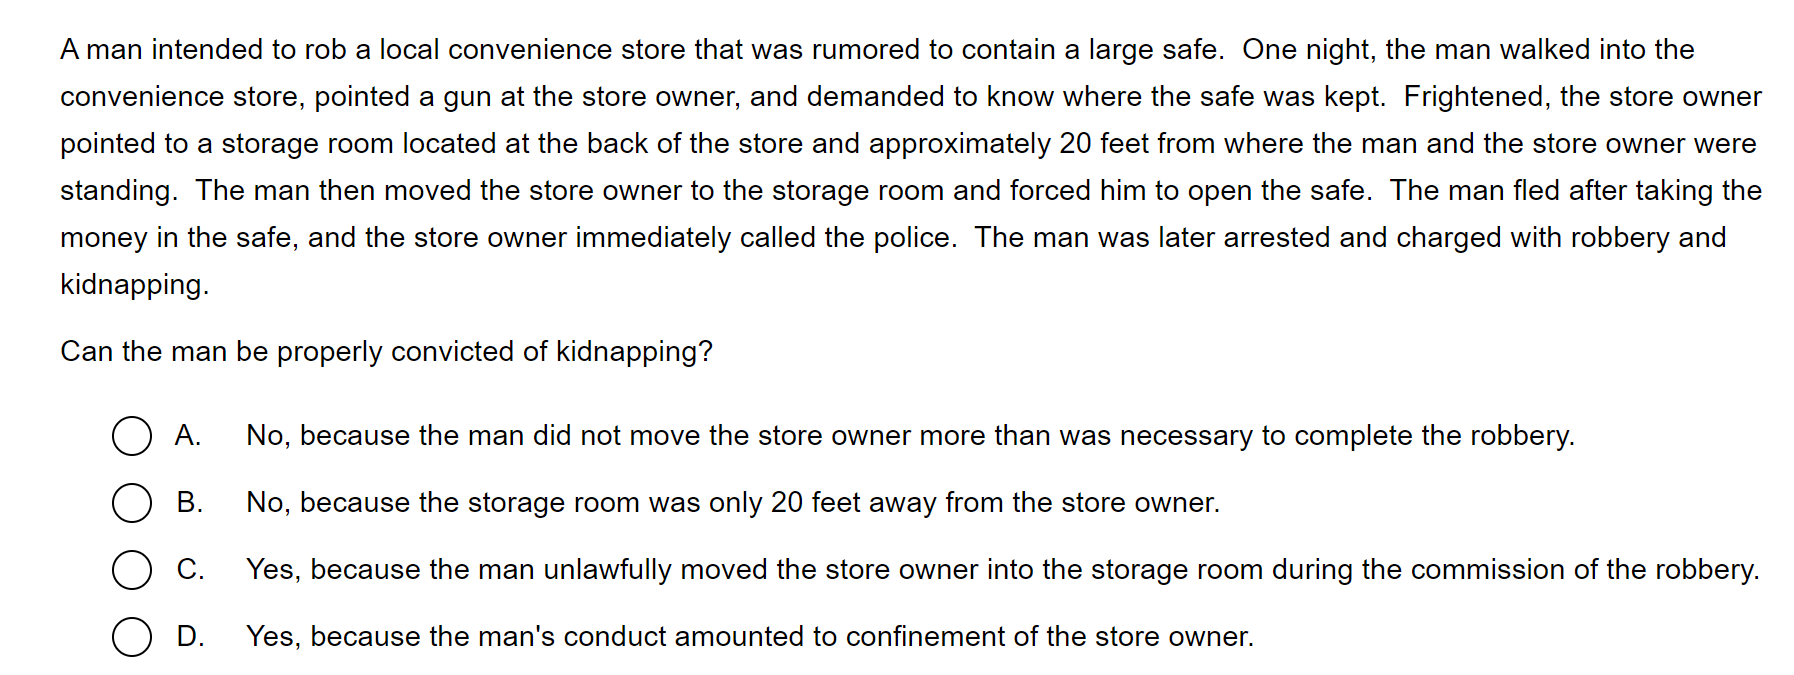 A man intended to rob a local convenience store that was rumored to contain a large safe.  One night, the man walked into the
convenience store, pointed a gun at the store owner, and demanded to know where the safe was kept.  Frightened, the store owner
pointed to a storage room located at the back of the store and approximately 20 feet from where the man and the store owner were
standing.  The man then moved the store owner to the storage room and forced him to open the safe.  The man fled after taking the
money in the safe, and the store owner immediately called the police.  The man was later arrested and charged with robbery and
kidnapping.
Can the man be properly convicted of kidnapping?
A. No, because the man did not move the store owner more than was necessary to complete the robbery.
B. No, because the storage room was only 20 feet away from the store owner.
C. Yes, because the man unlawfully moved the store owner into the storage room during the commission of the robbery.
D. Yes, because the man's conduct amounted to confinement of the store owner.